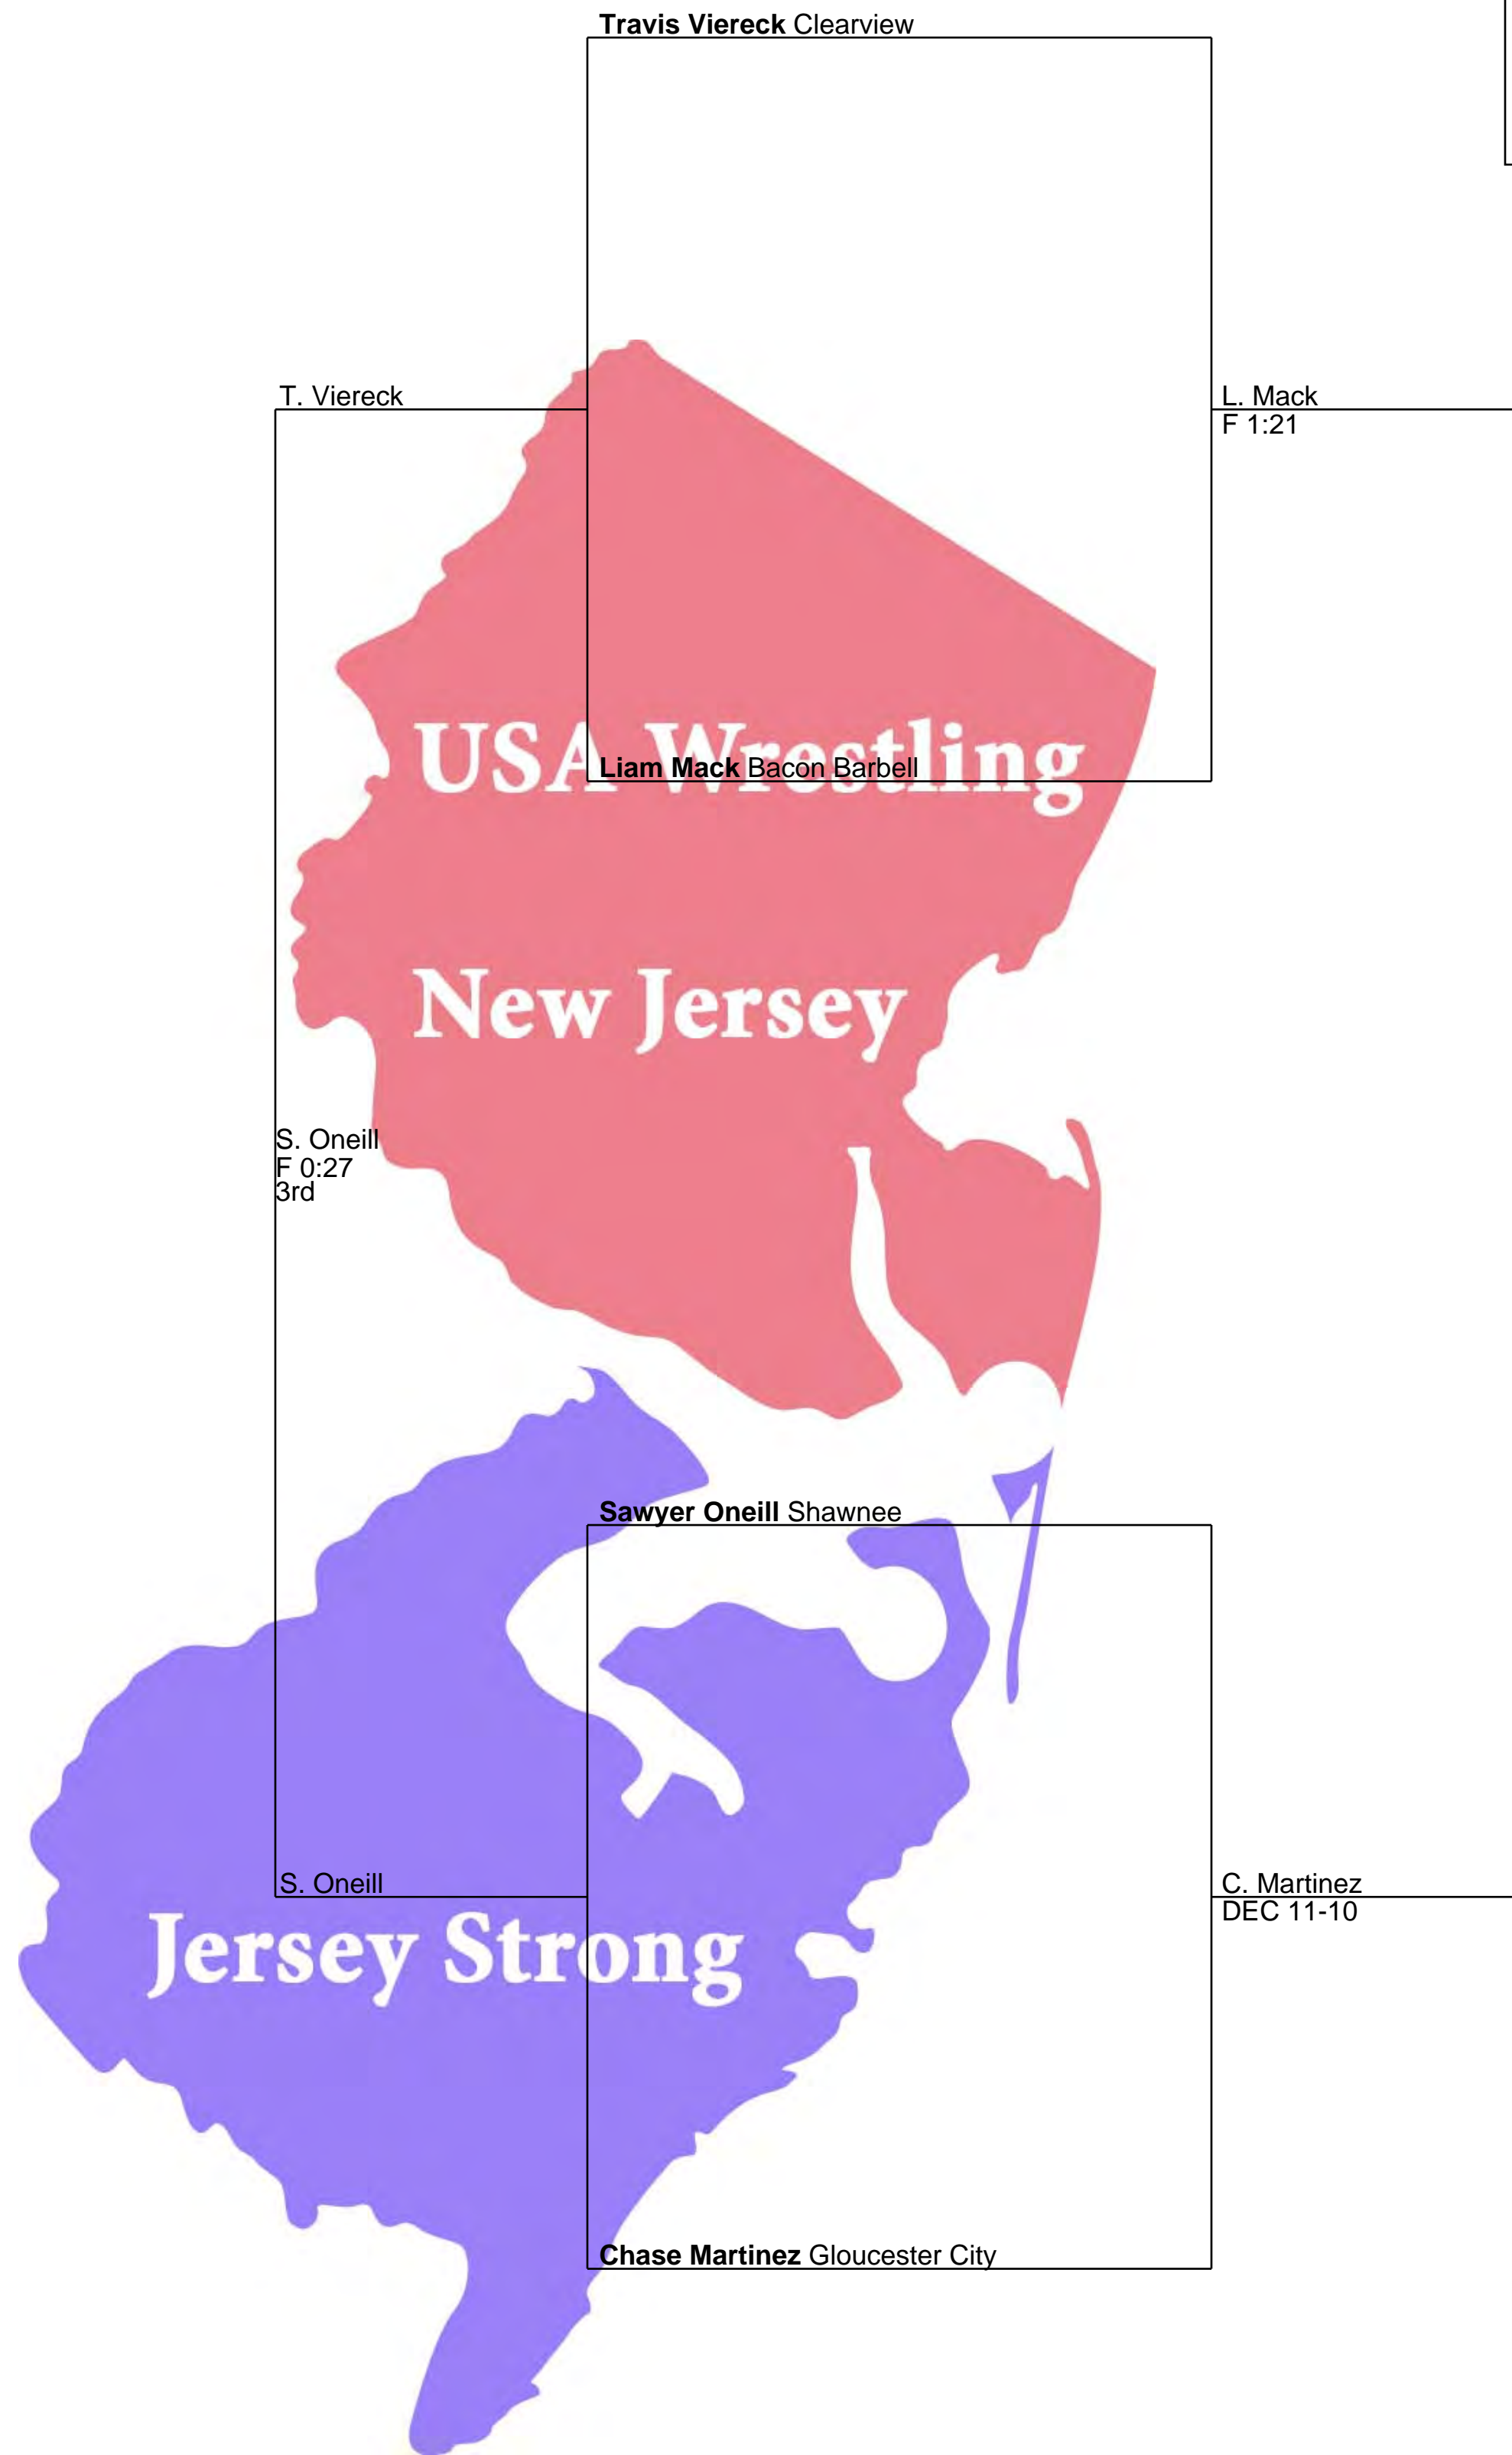 Travis Viereck Clearview
T. Viereck
L. Mack
F 1:21
USA Wrestling
Liam Mack Bacon Barbell
New Jersey
S. Oneill
F 0:27
3rd
Sawyer Oneill Shawnee
S. Oneill
C. Martinez
DEC 11-10
Jersey Strong
Chase Martinez Gloucester City